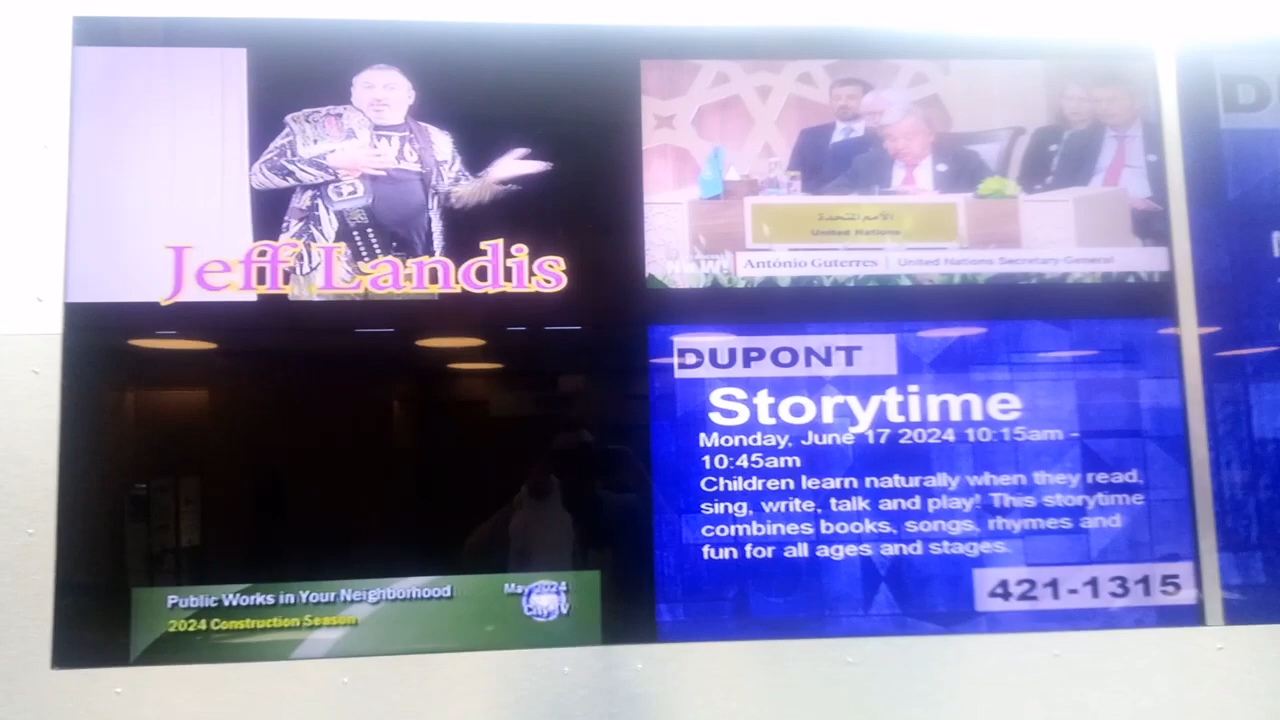 Jeff Landis
الأمم المتحدة
United Nations
António Guterres | United Nations Secretary-General
Public Works in Your Neighborhood
2024 Construction Season
May 2024
City TV
DUPONT
Storytime
Monday, June 17 2024 10:15am -
10:45am
Children learn naturally when they read,
sing, write, talk and play! This storytime
combines books, songs, rhymes and
fun for all ages and stages.
421-1315
D